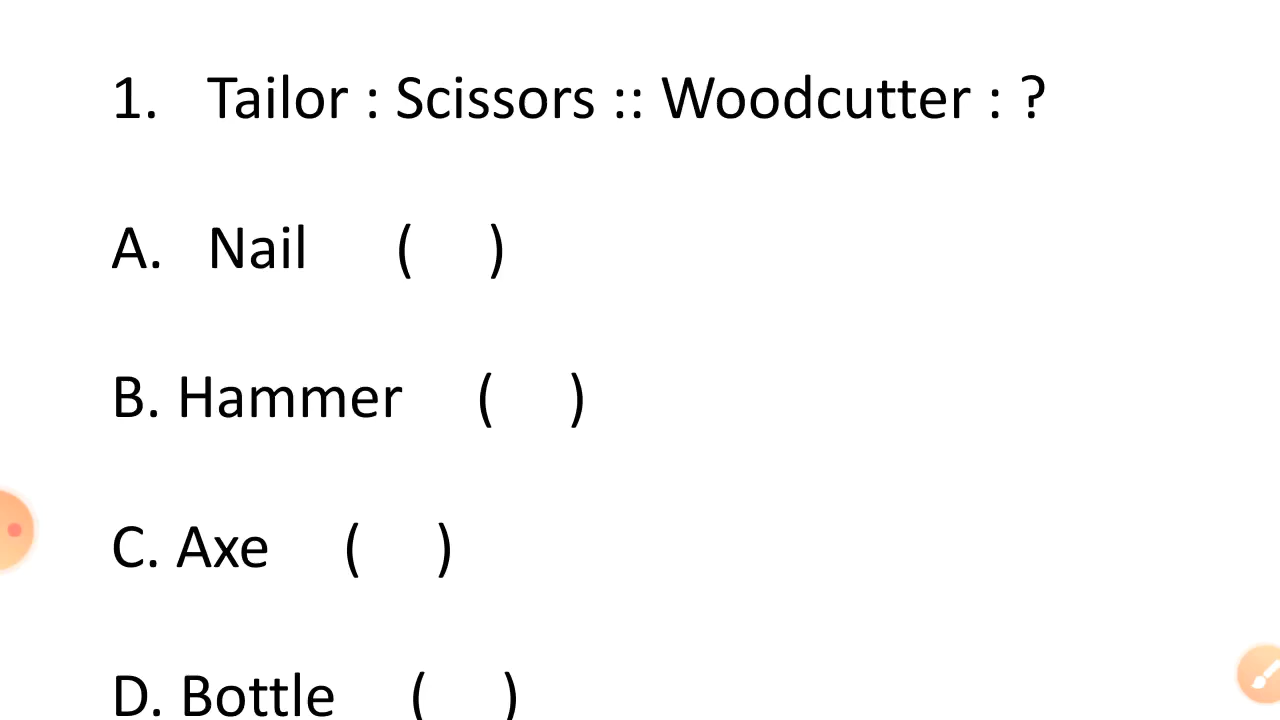 1. Tailor : Scissors :: Woodcutter : ?
A. Nail ( )
B. Hammer ( )
C. Axe ( )
D. Bottle ( )